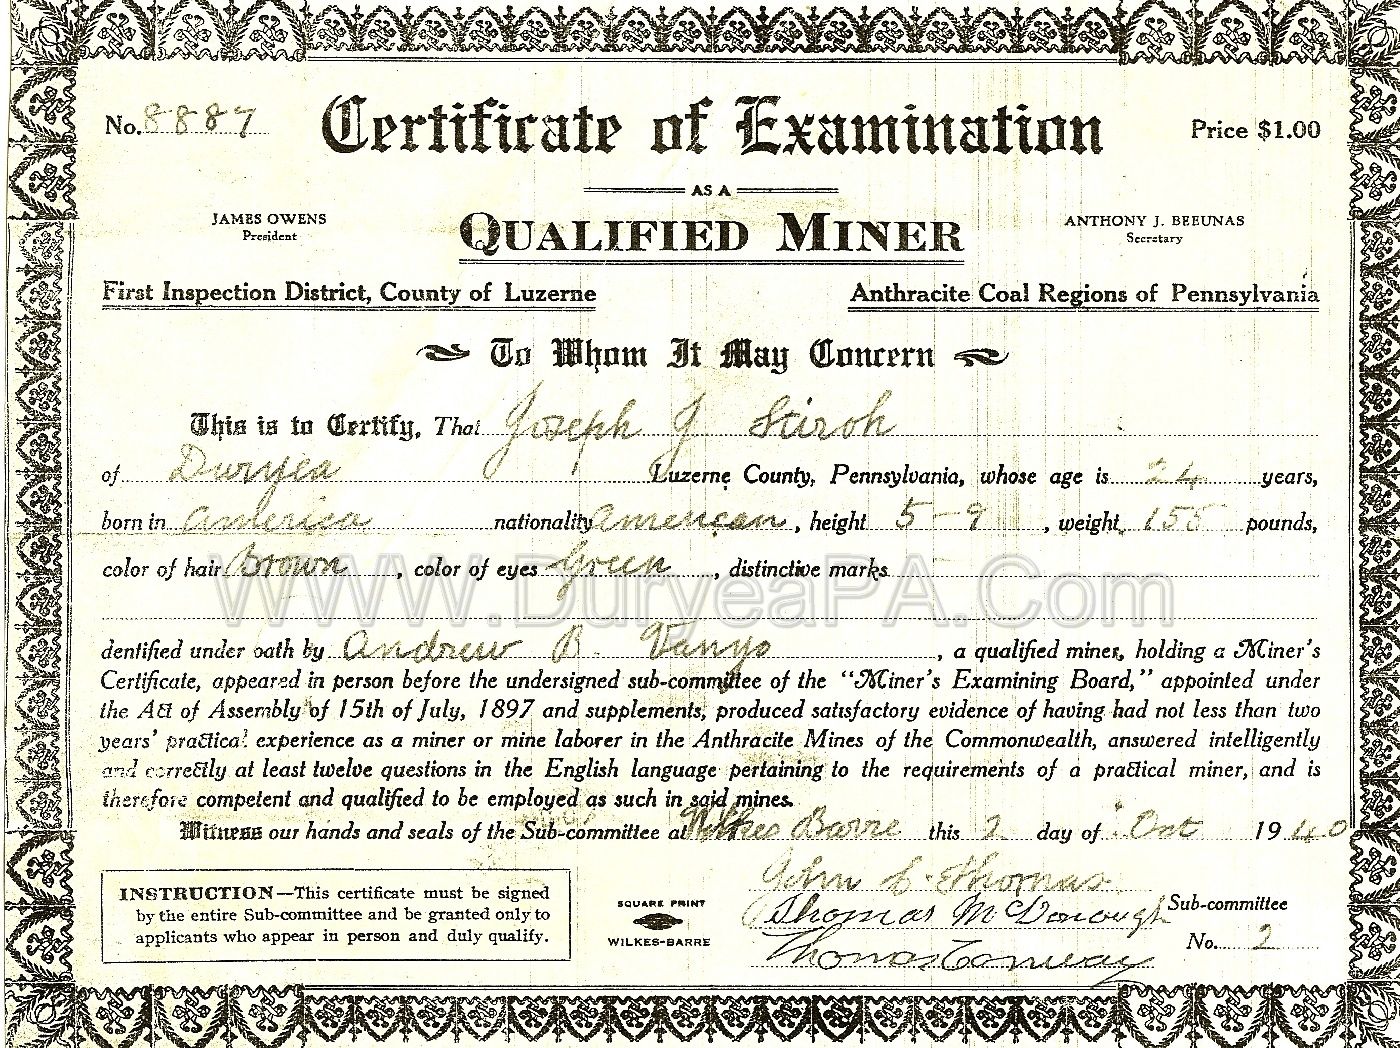 No. 8887 Certificate of Examination Price $1.00
AS A
JAMES OWENS QUALIFIED MINER ANTHONY J. BEEUNAS
President Secretary
First Inspection District, County of Luzerne Anthracite Coal Regions of Pennsylvania
To Whom It May Concern
This is to Certify, That Joseph J Stiroh
of Duryea Luzerne County, Pennsylvania, whose age is 24 years,
born in America nationality American, height 5-9, weight, 155 pounds,
color of hair Brown, color of eyes Green, distinctive marks
WWW.DuryeaPA.Com
dentified under oath by Andrew B. Vanyo, a qualified miner, holding a Miner's
Certificate, appeared in person before the undersigned sub-committee of the "Miner's Examining Board," appointed under
the Act of Assembly of 15th of July, 1897 and supplements, produced satisfactory evidence of having had not less than two
years' practical experience as a miner or mine laborer in the Anthracite Mines of the Commonwealth, answered intelligently
and correctly at least twelve questions in the English language pertaining to the requirements of a practical miner, and is
therefore competent and qualified to be employed as such in said mines.
Witness our hands and seals of the Sub-committee at Wilkes Barre this 2 day of Oct 1940
INSTRUCTION—This certificate must be signed
by the entire Sub-committee and be granted only to
applicants who appear in person and duly qualify.
SQUARE PRINT
WILKES-BARRE
John L. Thomas
Thomas McDonough
Thomas Conway
Sub-committee
No. 2